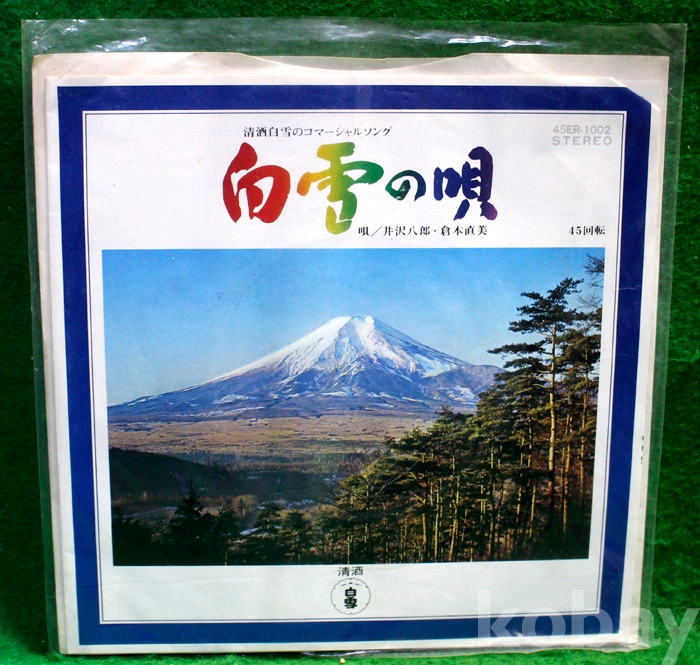 清酒白雪のコマーシャルソング
45ER-1002
STEREO
白雪の唄
唄／井沢八郎・倉本直美
45回転
清酒
白雪
kobay